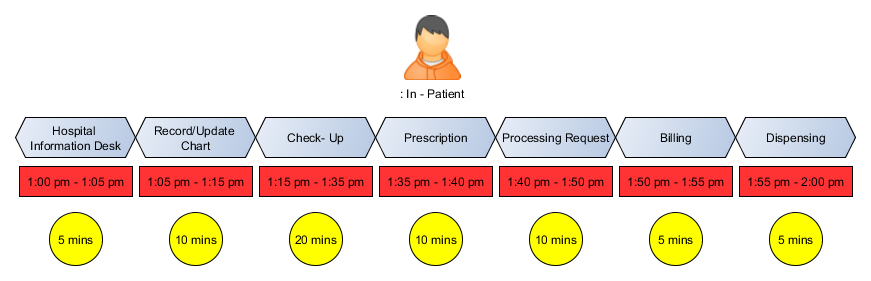 : In - Patient
Hospital
Information Desk
Record/Update
Chart
Check- Up
Prescription
Processing Request
Billing
Dispensing
1:00 pm - 1:05 pm
1:05 pm - 1:15 pm
1:15 pm - 1:35 pm
1:35 pm - 1:40 pm
1:40 pm - 1:50 pm
1:50 pm - 1:55 pm
1:55 pm - 2:00 pm
5 mins
10 mins
20 mins
10 mins
10 mins
5 mins
5 mins